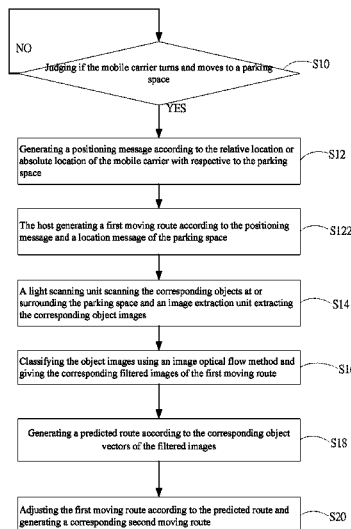 NO
Judging if the mobile carrier turns and moves to a parking
space
S10
YES
Generating a positioning message according to the relative location or
absolute location of the mobile carrier with respective to the parking
space
S12
The host generating a first moving route according to the positioning
message and a location message of the parking space
S122
A light scanning unit scanning the corresponding objects at or
surrounding the parking space and an image extraction unit extracting
the corresponding object images
S14
Classifying the object images using an image optical flow method and
giving the corresponding filtered images of the first moving route
S16
Generating a predicted route according to the corresponding object
vectors of the filtered images
S18
Adjusting the first moving route according to the predicted route and
generating a corresponding second moving route
S20